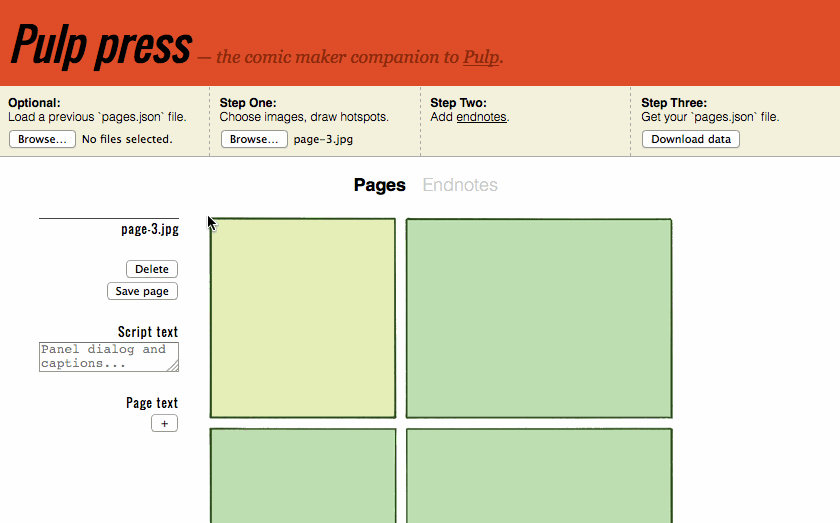 Pulp press — the comic maker companion to Pulp.
Optional:
Load a previous `pages.json` file.
Browse... No files selected.
Step One:
Choose images, draw hotspots.
Browse... page-3.jpg
Step Two:
Add endnotes.
Step Three:
Get your `pages.json` file.
Download data
Pages Endnotes
page-3.jpg
Delete
Save page
Script text
Panel dialog and
captions...
Page text
+